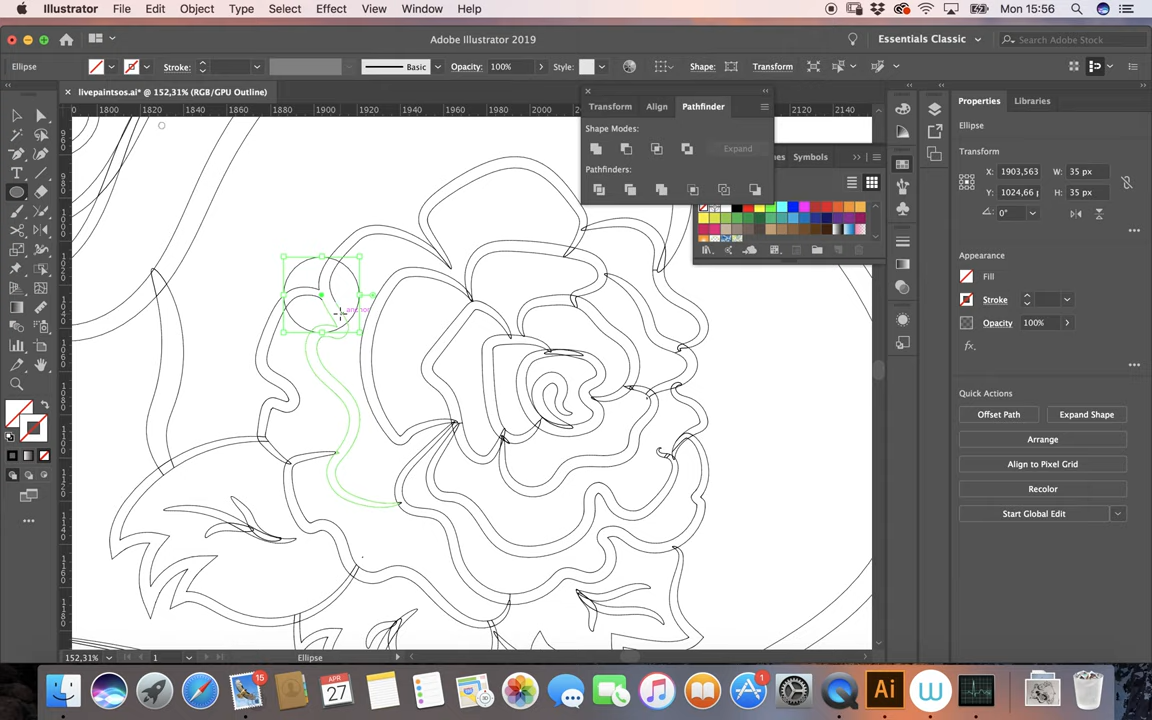 Illustrator File Edit Object Type Select Effect View Window Help Mon 15:56
Adobe Illustrator 2019 Essentials Classic Search Adobe Stock
Ellipse Stroke: Basic Opacity: 100% Style: Shape: Transform
livepaintsos.ai* @ 152,31% (RGB/GPU Outline)
1820 1840 1860 1880 1900 1920 1940 1960 1980 2000 2120 2140
Transform Align Pathfinder
Shape Modes:
Expand
Pathfinders:
Symbols
Properties Libraries
Ellipse
Transform
X: 1903,563 W: 35 px
Y: 1024,66 H: 35 px
0°
Appearance
Fill
Stroke
Opacity 100%
fx
Quick Actions
Offset Path Expand Shape
Arrange
Align to Pixel Grid
Recolor
Start Global Edit
152,31% 1 Ellipse
15
APR
27
1
Ai